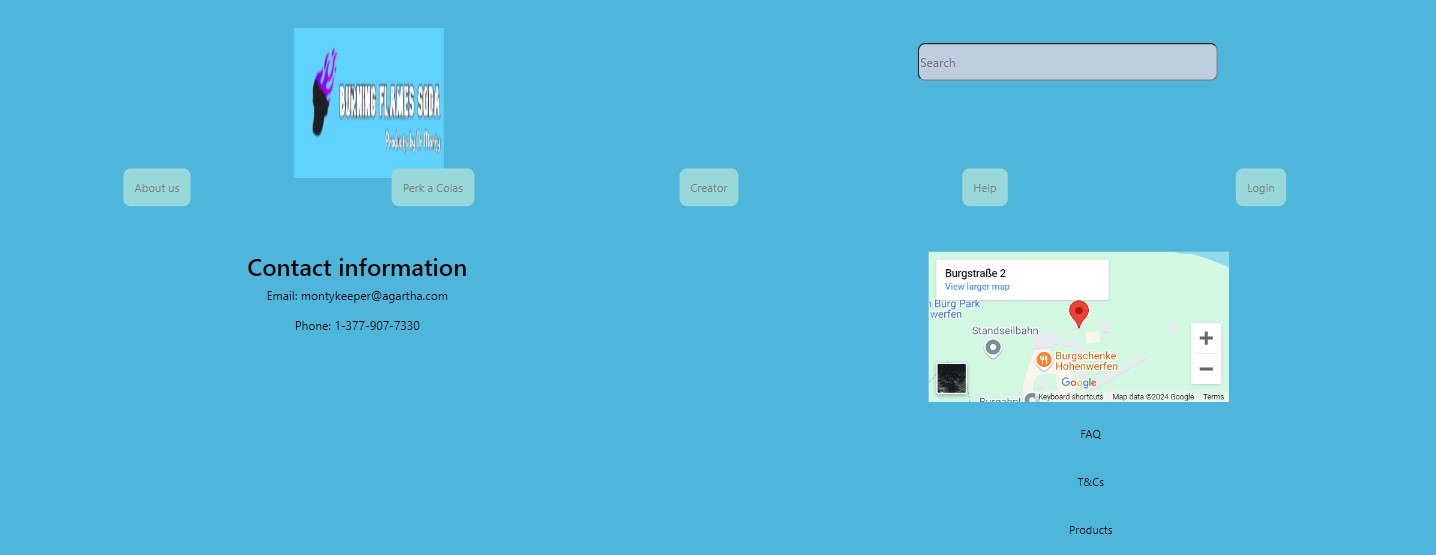 BURNING FLAMES SODA
Products by Dr Monty
Search
About us
Perk a Colas
Creator
Help
Login
Contact information
Email: montykeeper@agartha.com
Phone: 1-377-907-7330
Burgstraße 2
View larger map
Burg Park
werfen
Standseilbahn
Burgschenke
Hohenwerfen
Google
Keyboard shortcuts Map data ©2024 Google Terms
FAQ
T&Cs
Products